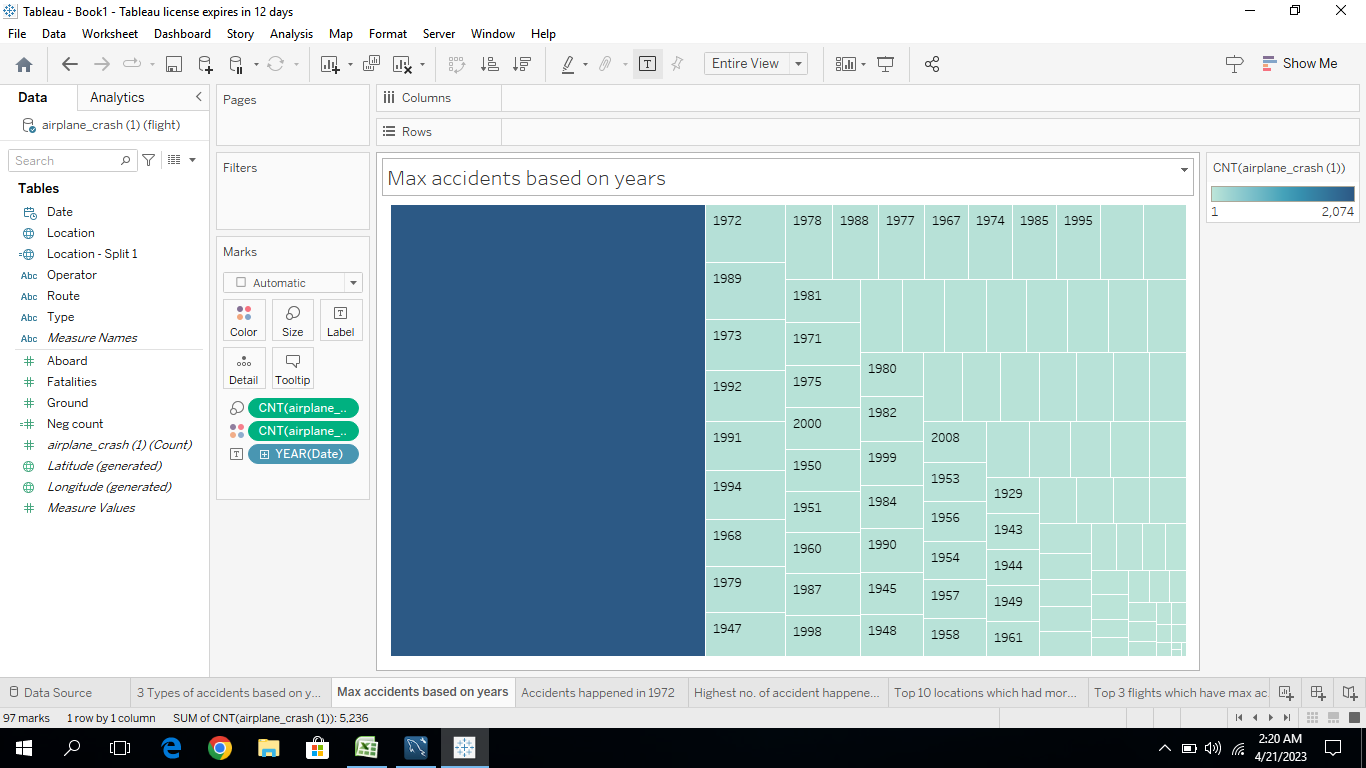 Tableau - Book1 - Tableau license expires in 12 days
File Data Worksheet Dashboard Story Analysis Map Format Server Window Help
Entire View
Show Me
Data Analytics
airplane_crash (1) (flight)
Search
Tables
Date
Location
Location - Split 1
Abc Operator
Abc Route
Abc Type
Abc Measure Names
Aboard
Fatalities
Ground
Neg count
airplane_crash (1) (Count)
Latitude (generated)
Longitude (generated)
Measure Values
Pages
Filters
Marks
Automatic
Color Size Label
Detail Tooltip
CNT(airplane_..
CNT(airplane_..
YEAR(Date)
Columns
Rows
Max accidents based on years
1972
1989
1973
1992
1991
1994
1968
1979
1947
1978 1988 1977 1967 1974 1985 1995
1981
1971
1975
2000
1950
1951
1960
1987
1998
1980
1982
1999
1984
1990
1945
1948
2008
1953
1956
1954
1957
1958
1929
1943
1944
1949
1961
CNT(airplane_crash (1))
1 2,074
Data Source 3 Types of accidents based on y... Max accidents based on years Accidents happened in 1972 Highest no. of accident happene... Top 10 locations which had mor... Top 3 flights which have max ac.
97 marks 1 row by 1 column SUM of CNT(airplane_crash (1)): 5,236
2:20 AM
4/21/2023